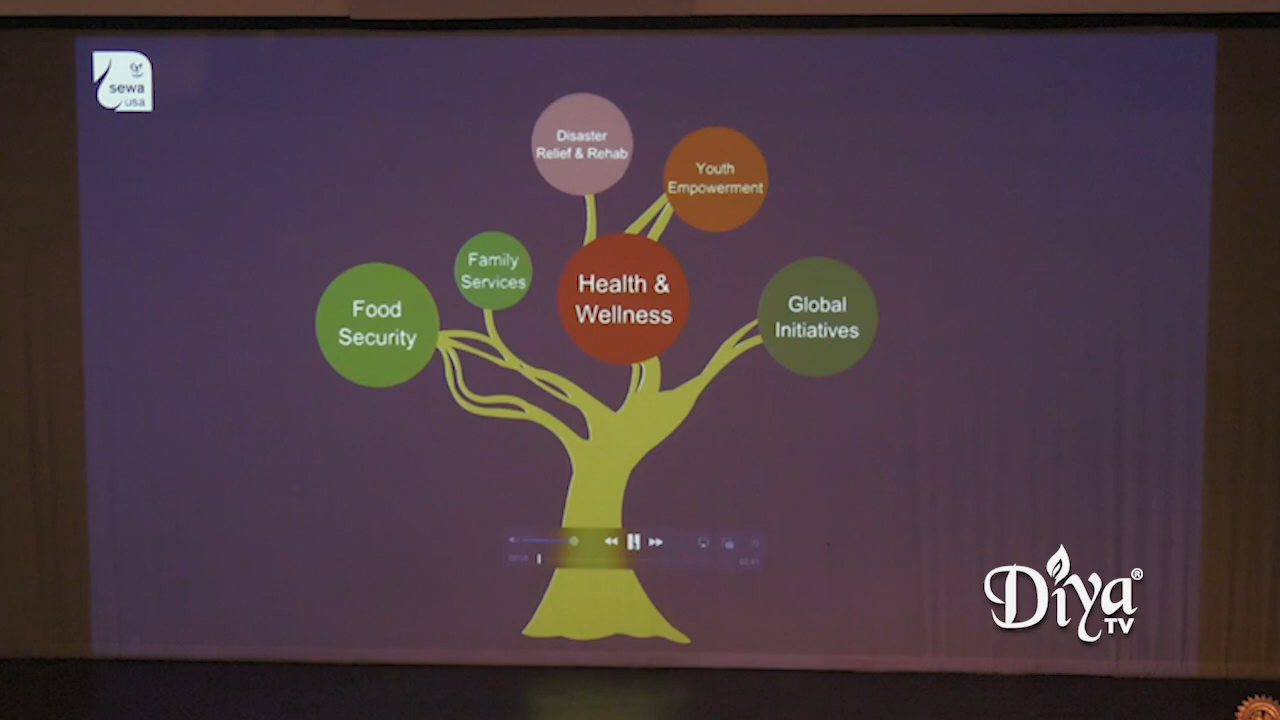 sewa
usa
Disaster
Relief & Rehab
Youth
Empowerment
Family
Services
Health &
Wellness
Food
Security
Global
Initiatives
Diya®
TV